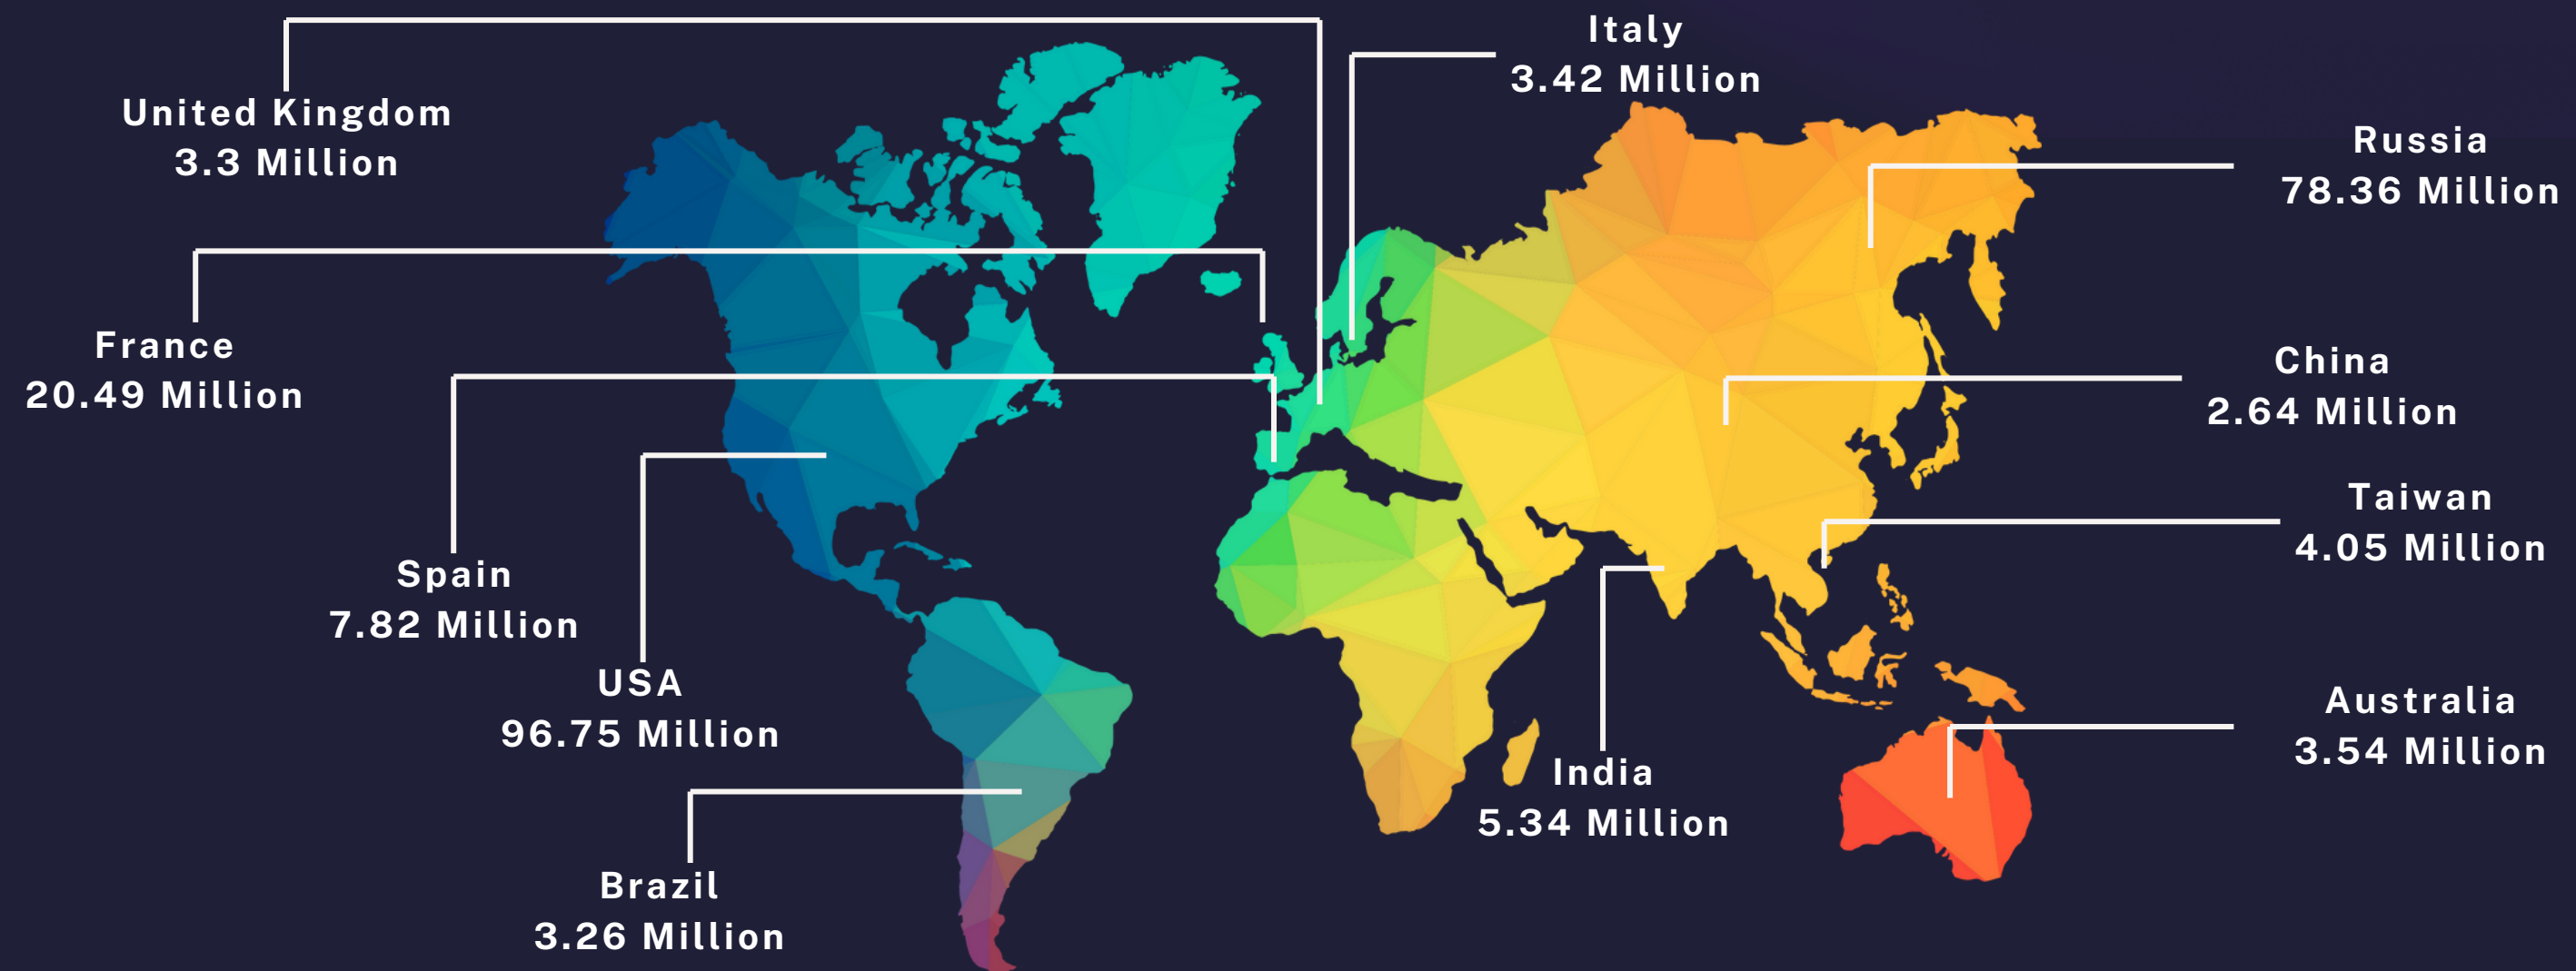 Italy
3.42 Million
United Kingdom
3.3 Million
Russia
78.36 Million
France
20.49 Million
China
2.64 Million
Taiwan
4.05 Million
Spain
7.82 Million
USA
96.75 Million
Australia
3.54 Million
India
5.34 Million
Brazil
3.26 Million